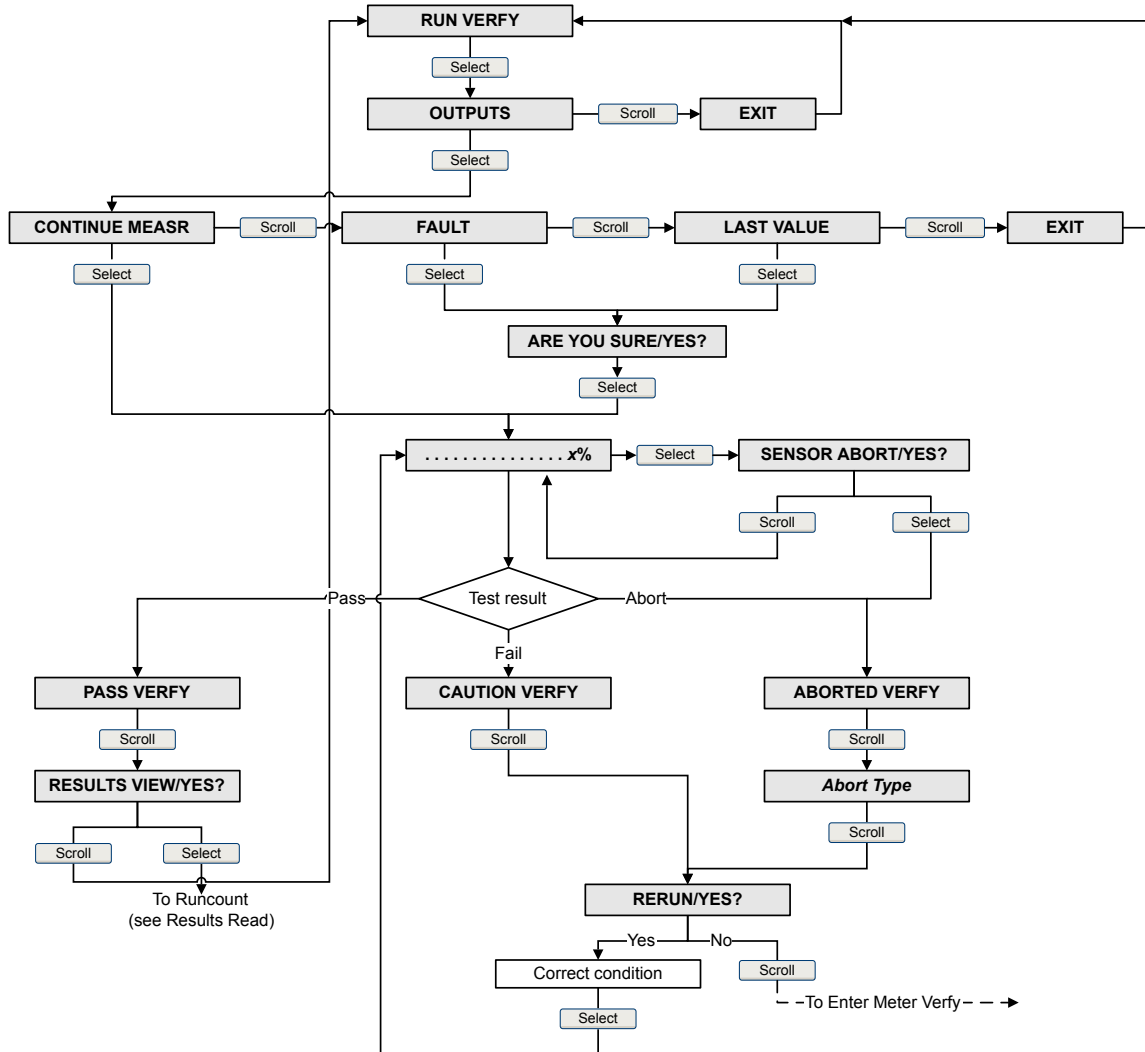 RUN VERFY
Select
OUTPUTS
Scroll
EXIT
Select
CONTINUE MEASR
Scroll
FAULT
Scroll
LAST VALUE
Scroll
EXIT
Select
Select
Select
ARE YOU SURE/YES?
Select
. . . . . . . . . . . . . . . x%
Select
SENSOR ABORT/YES?
Scroll
Select
Pass
Test result
Abort
Fail
PASS VERFY
CAUTION VERFY
ABORTED VERFY
Scroll
Scroll
Scroll
RESULTS VIEW/YES?
Abort Type
Scroll
Select
Scroll
To Runcount
(see Results Read)
RERUN/YES?
Yes
No
Correct condition
Scroll
Select
To Enter Meter Verfy